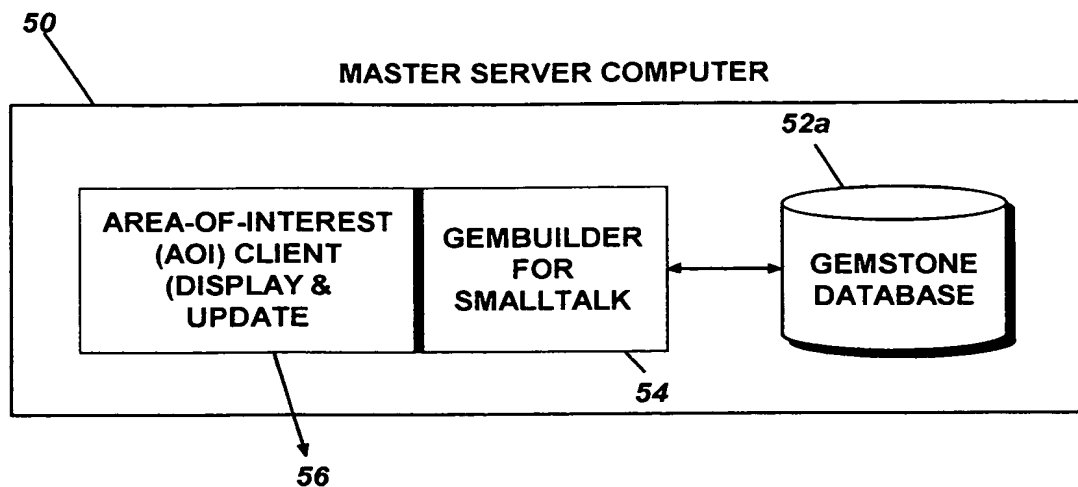 50
MASTER SERVER COMPUTER
52a
AREA-OF-INTEREST
(AOI) CLIENT
(DISPLAY &
UPDATE
GEMBUILDER
FOR
SMALLTALK
GEMSTONE
DATABASE
54
56